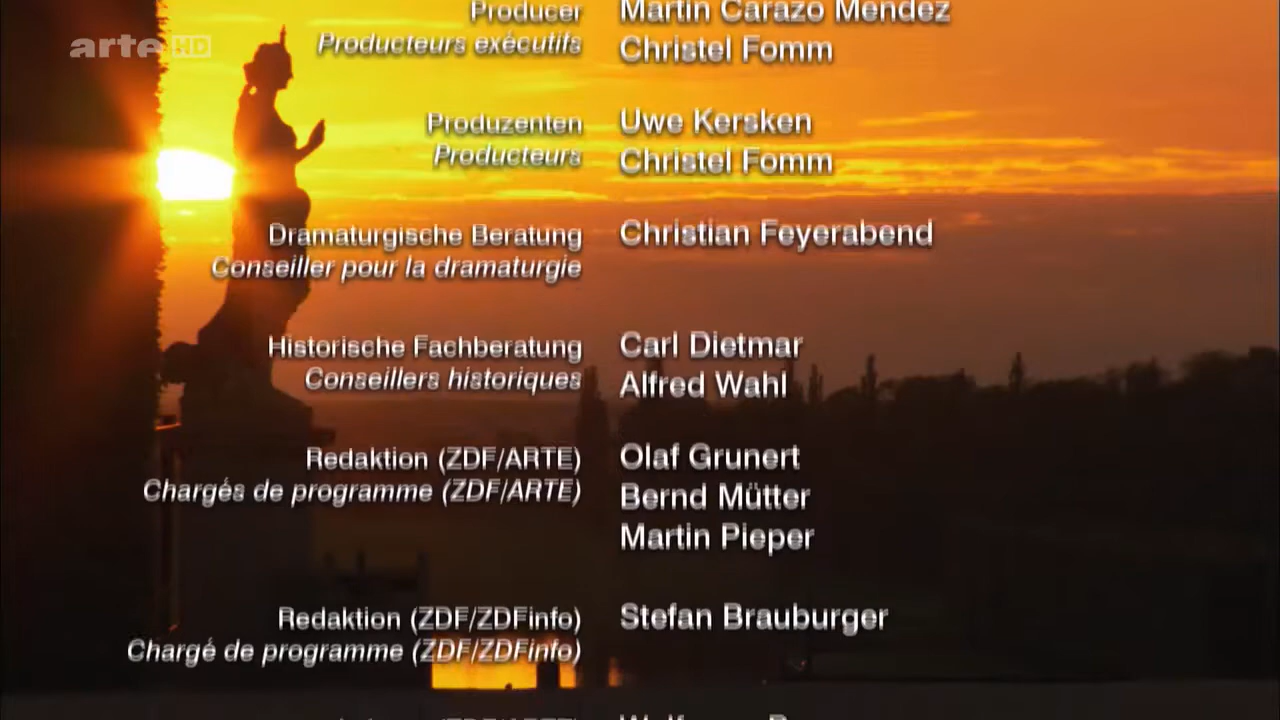 arte HD
Producer Martin Carazo Mendez
Producteurs exécutifs Christel Fomm
Produzenten Uwe Kersken
Producteurs Christel Fomm
Dramaturgische Beratung Christian Feyerabend
Conseiller pour la dramaturgie
Historische Fachberatung Carl Dietmar
Conseillers historiques Alfred Wahl
Redaktion (ZDF/ARTE) Olaf Grunert
Chargés de programme (ZDF/ARTE) Bernd Mütter
Martin Pieper
Redaktion (ZDF/ZDFinfo) Stefan Brauburger
Chargé de programme (ZDF/ZDFinfo)